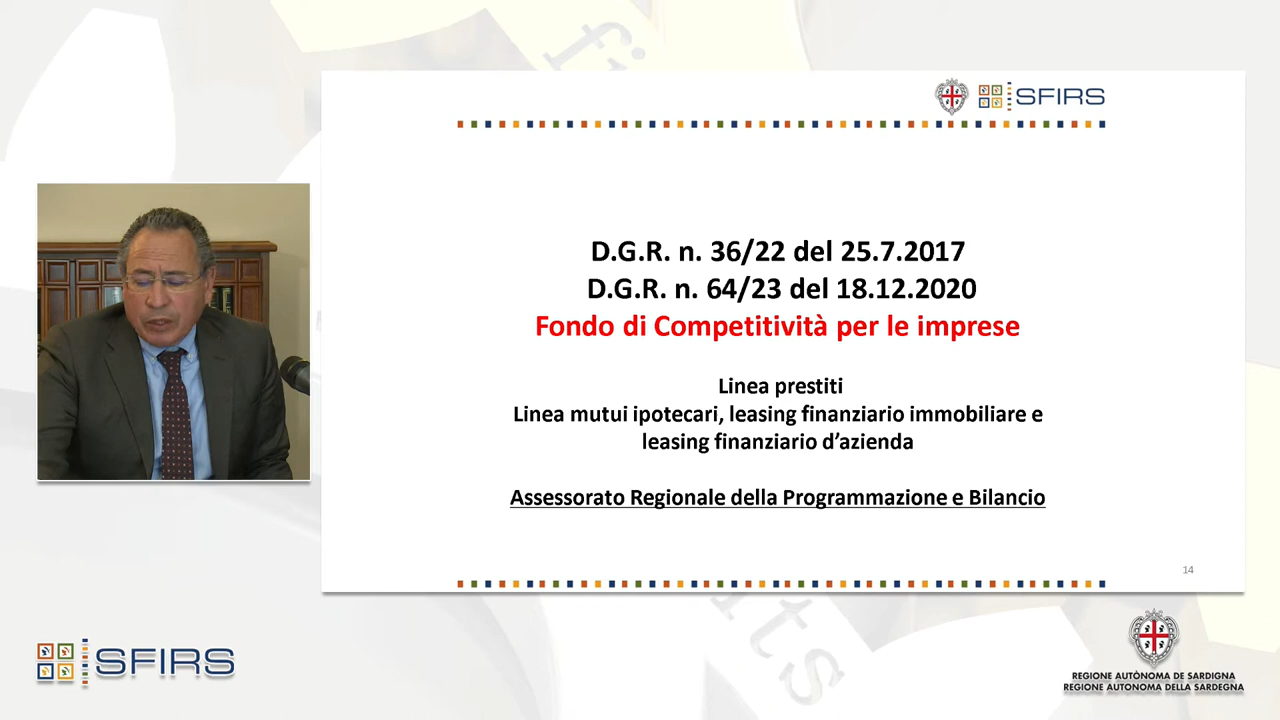 SFIRS
D.G.R. n. 36/22 del 25.7.2017
D.G.R. n. 64/23 del 18.12.2020
Fondo di Competitività per le imprese
Linea prestiti
Linea mutui ipotecari, leasing finanziario immobiliare e
leasing finanziario d’azienda
Assessorato Regionale della Programmazione e Bilancio
14
SFIRS
REGIONE AUTÒNOMA DE SARDIGNA
REGIONE AUTONOMA DELLA SARDEGNA